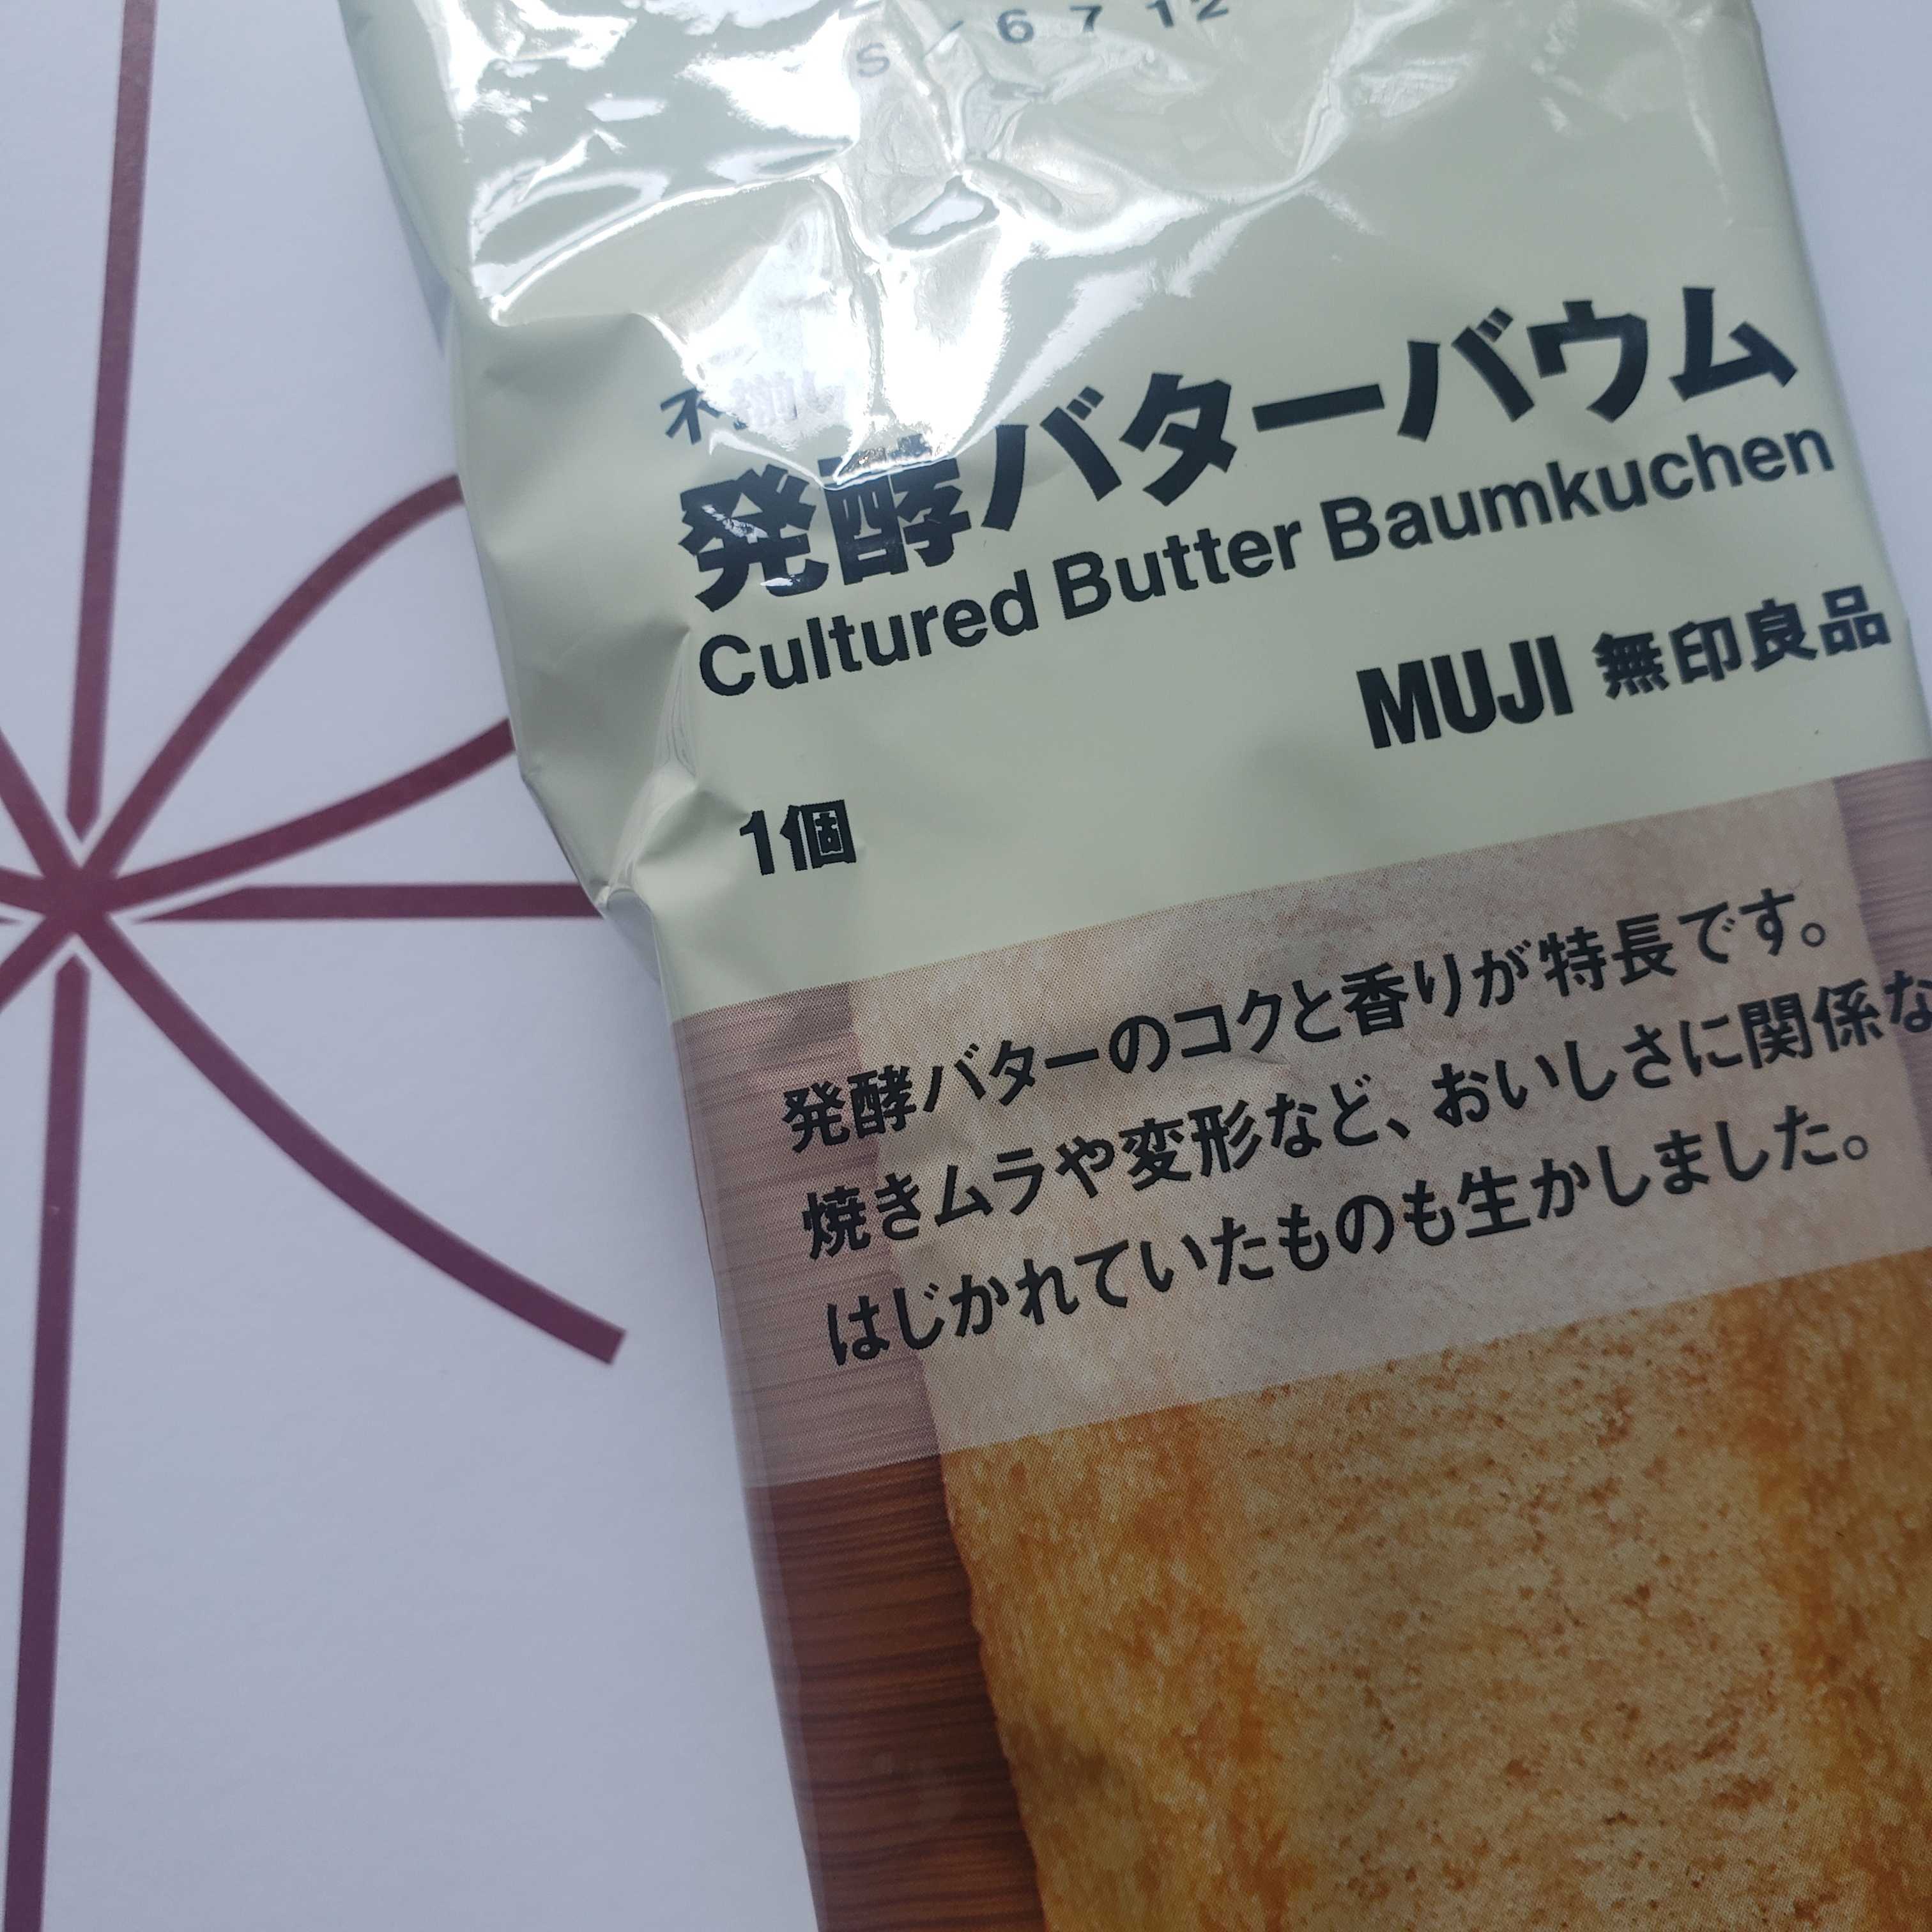 S / 6 7 12
発酵バターバウム
Cultured Butter Baumkuchen
MUJI 無印良品
1個
発酵バターのコクと香りが特長です。
焼きムラや変形など、おいしさに関係な
はじかれていたものも生かしました。